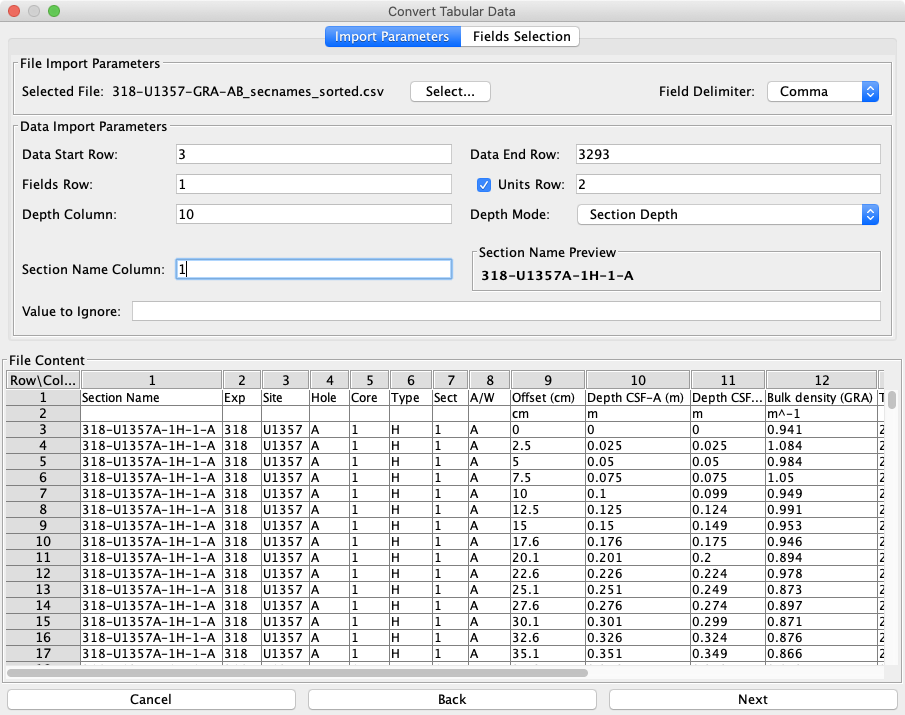 Convert Tabular Data
Import Parameters Fields Selection
File Import Parameters
Selected File: 318-U1357-GRA-AB_secnames_sorted.csv Select... Field Delimiter: Comma
Data Import Parameters
Data Start Row: 3 Data End Row: 3293
Fields Row: 1 Units Row: 2
Depth Column: 10 Depth Mode: Section Depth
Section Name Preview
Section Name Column: 1 318-U1357A-1H-1-A
Value to Ignore:
File Content
Row\Col... 1 2 3 4 5 6 7 8 9 10 11 12
1 Section Name Exp Site Hole Core Type Sect A/W Offset (cm) Depth CSF-A (m) Depth CSF... Bulk density (GRA) T
2 cm m m m^-1
3 318-U1357A-1H-1-A 318 U1357 A 1 H 1 A 0 0 0 0.941 2
4 318-U1357A-1H-1-A 318 U1357 A 1 H 1 A 2.5 0.025 0.025 1.084 2
5 318-U1357A-1H-1-A 318 U1357 A 1 H 1 A 5 0.05 0.05 0.984 2
6 318-U1357A-1H-1-A 318 U1357 A 1 H 1 A 7.5 0.075 0.075 1.05 2
7 318-U1357A-1H-1-A 318 U1357 A 1 H 1 A 10 0.1 0.099 0.949 2
8 318-U1357A-1H-1-A 318 U1357 A 1 H 1 A 12.5 0.125 0.124 0.991 2
9 318-U1357A-1H-1-A 318 U1357 A 1 H 1 A 15 0.15 0.149 0.953 2
10 318-U1357A-1H-1-A 318 U1357 A 1 H 1 A 17.6 0.176 0.175 0.946 2
11 318-U1357A-1H-1-A 318 U1357 A 1 H 1 A 20.1 0.201 0.2 0.894 2
12 318-U1357A-1H-1-A 318 U1357 A 1 H 1 A 22.6 0.226 0.224 0.978 2
13 318-U1357A-1H-1-A 318 U1357 A 1 H 1 A 25.1 0.251 0.249 0.873 2
14 318-U1357A-1H-1-A 318 U1357 A 1 H 1 A 27.6 0.276 0.274 0.897 2
15 318-U1357A-1H-1-A 318 U1357 A 1 H 1 A 30.1 0.301 0.299 0.871 2
16 318-U1357A-1H-1-A 318 U1357 A 1 H 1 A 32.6 0.326 0.324 0.876 2
17 318-U1357A-1H-1-A 318 U1357 A 1 H 1 A 35.1 0.351 0.349 0.866 2
Cancel Back Next